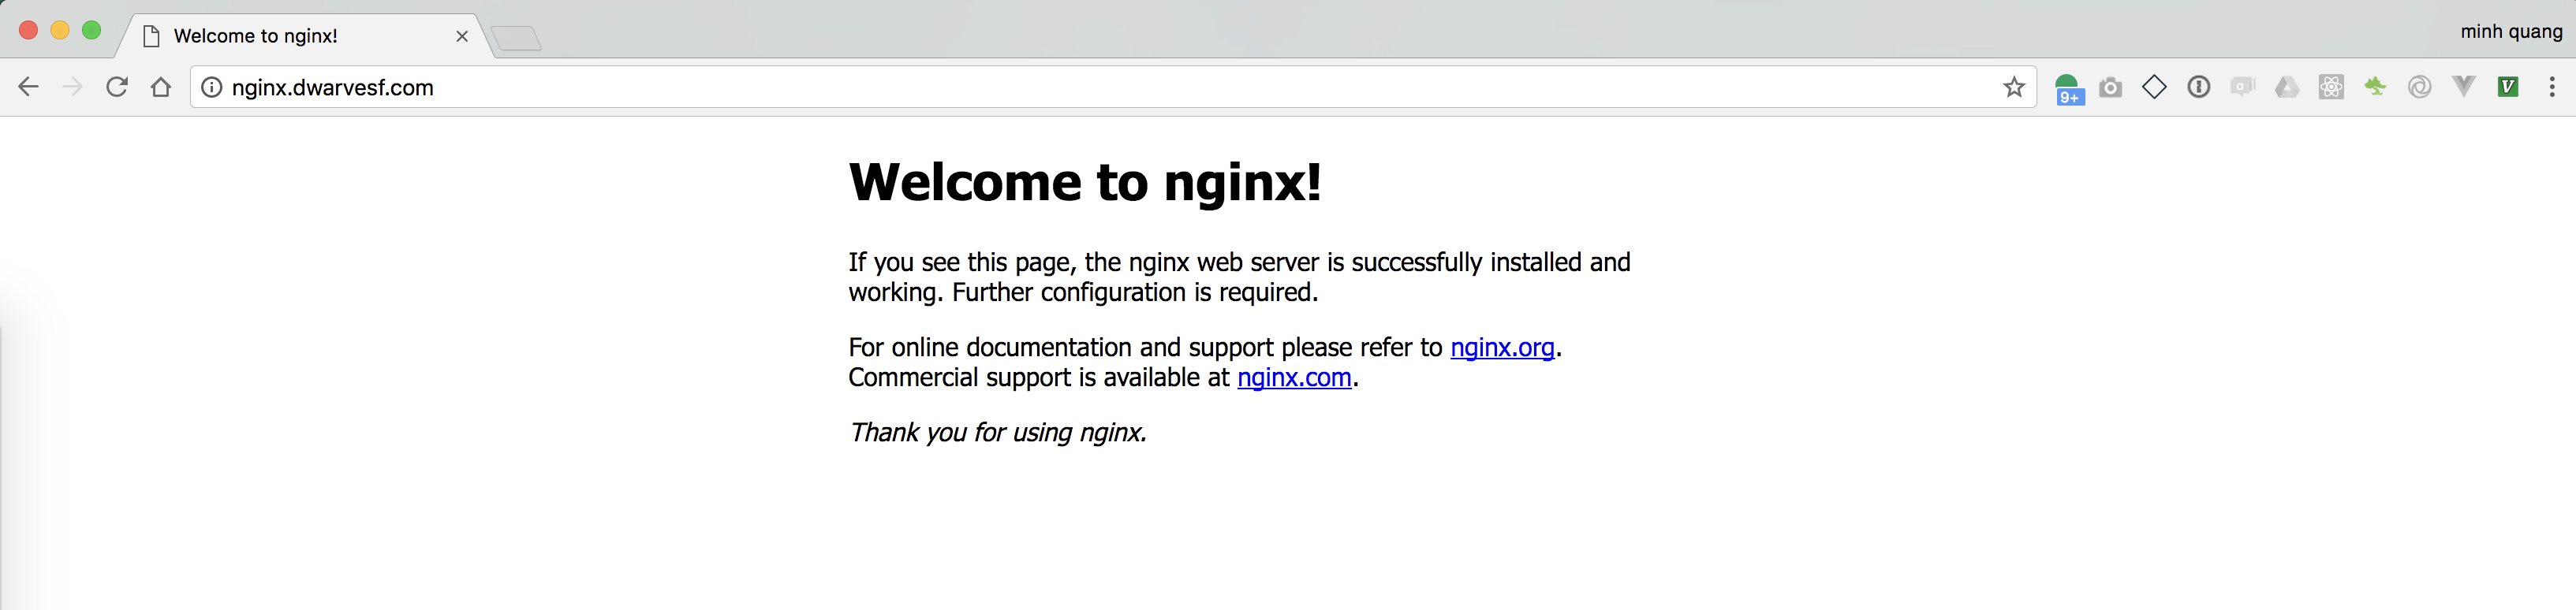 Welcome to nginx!
minh quang
nginx.dwarvesf.com
9+
Welcome to nginx!
If you see this page, the nginx web server is successfully installed and
working. Further configuration is required.
For online documentation and support please refer to nginx.org.
Commercial support is available at nginx.com.
Thank you for using nginx.